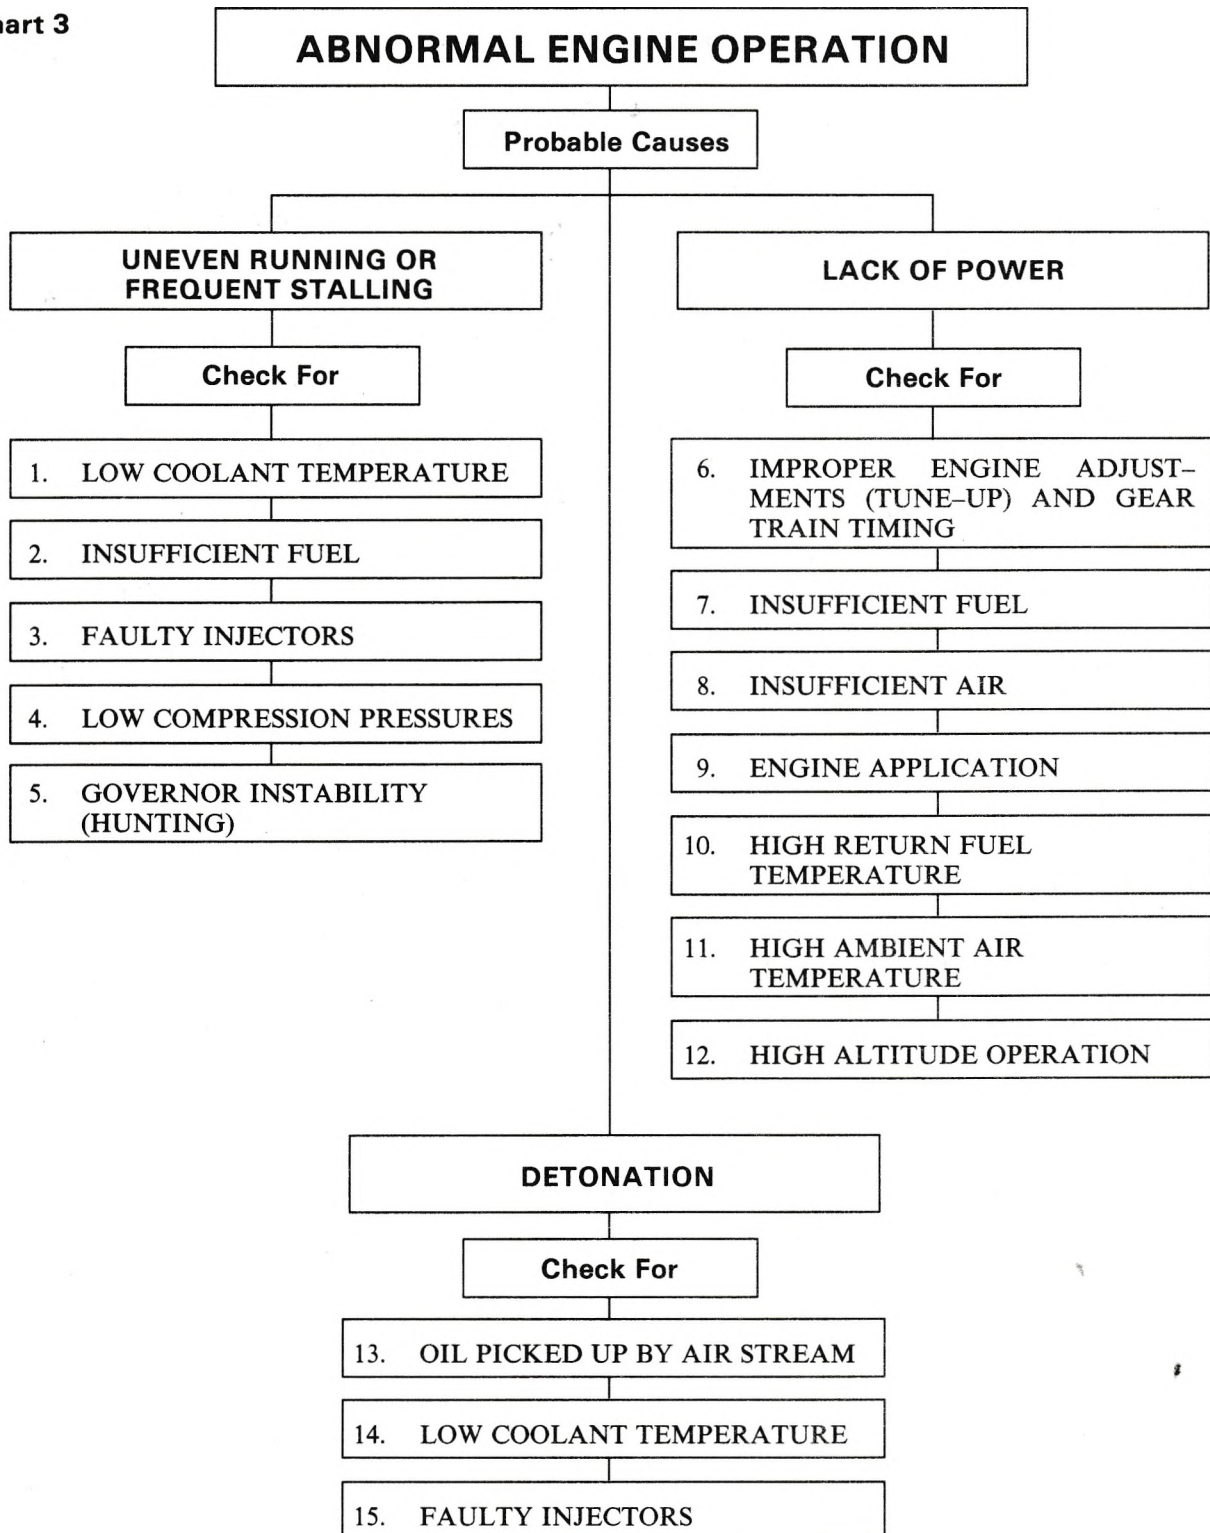 art 3
ABNORMAL ENGINE OPERATION
Probable Causes
UNEVEN RUNNING OR
FREQUENT STALLING
Check For
1. LOW COOLANT TEMPERATURE
2. INSUFFICIENT FUEL
3. FAULTY INJECTORS
4. LOW COMPRESSION PRESSURES
5. GOVERNOR INSTABILITY
(HUNTING)
LACK OF POWER
Check For
6. IMPROPER ENGINE ADJUST–
MENTS (TUNE–UP) AND GEAR
TRAIN TIMING
7. INSUFFICIENT FUEL
8. INSUFFICIENT AIR
9. ENGINE APPLICATION
10. HIGH RETURN FUEL
TEMPERATURE
11. HIGH AMBIENT AIR
TEMPERATURE
12. HIGH ALTITUDE OPERATION
DETONATION
Check For
13. OIL PICKED UP BY AIR STREAM
14. LOW COOLANT TEMPERATURE
15. FAULTY INJECTORS